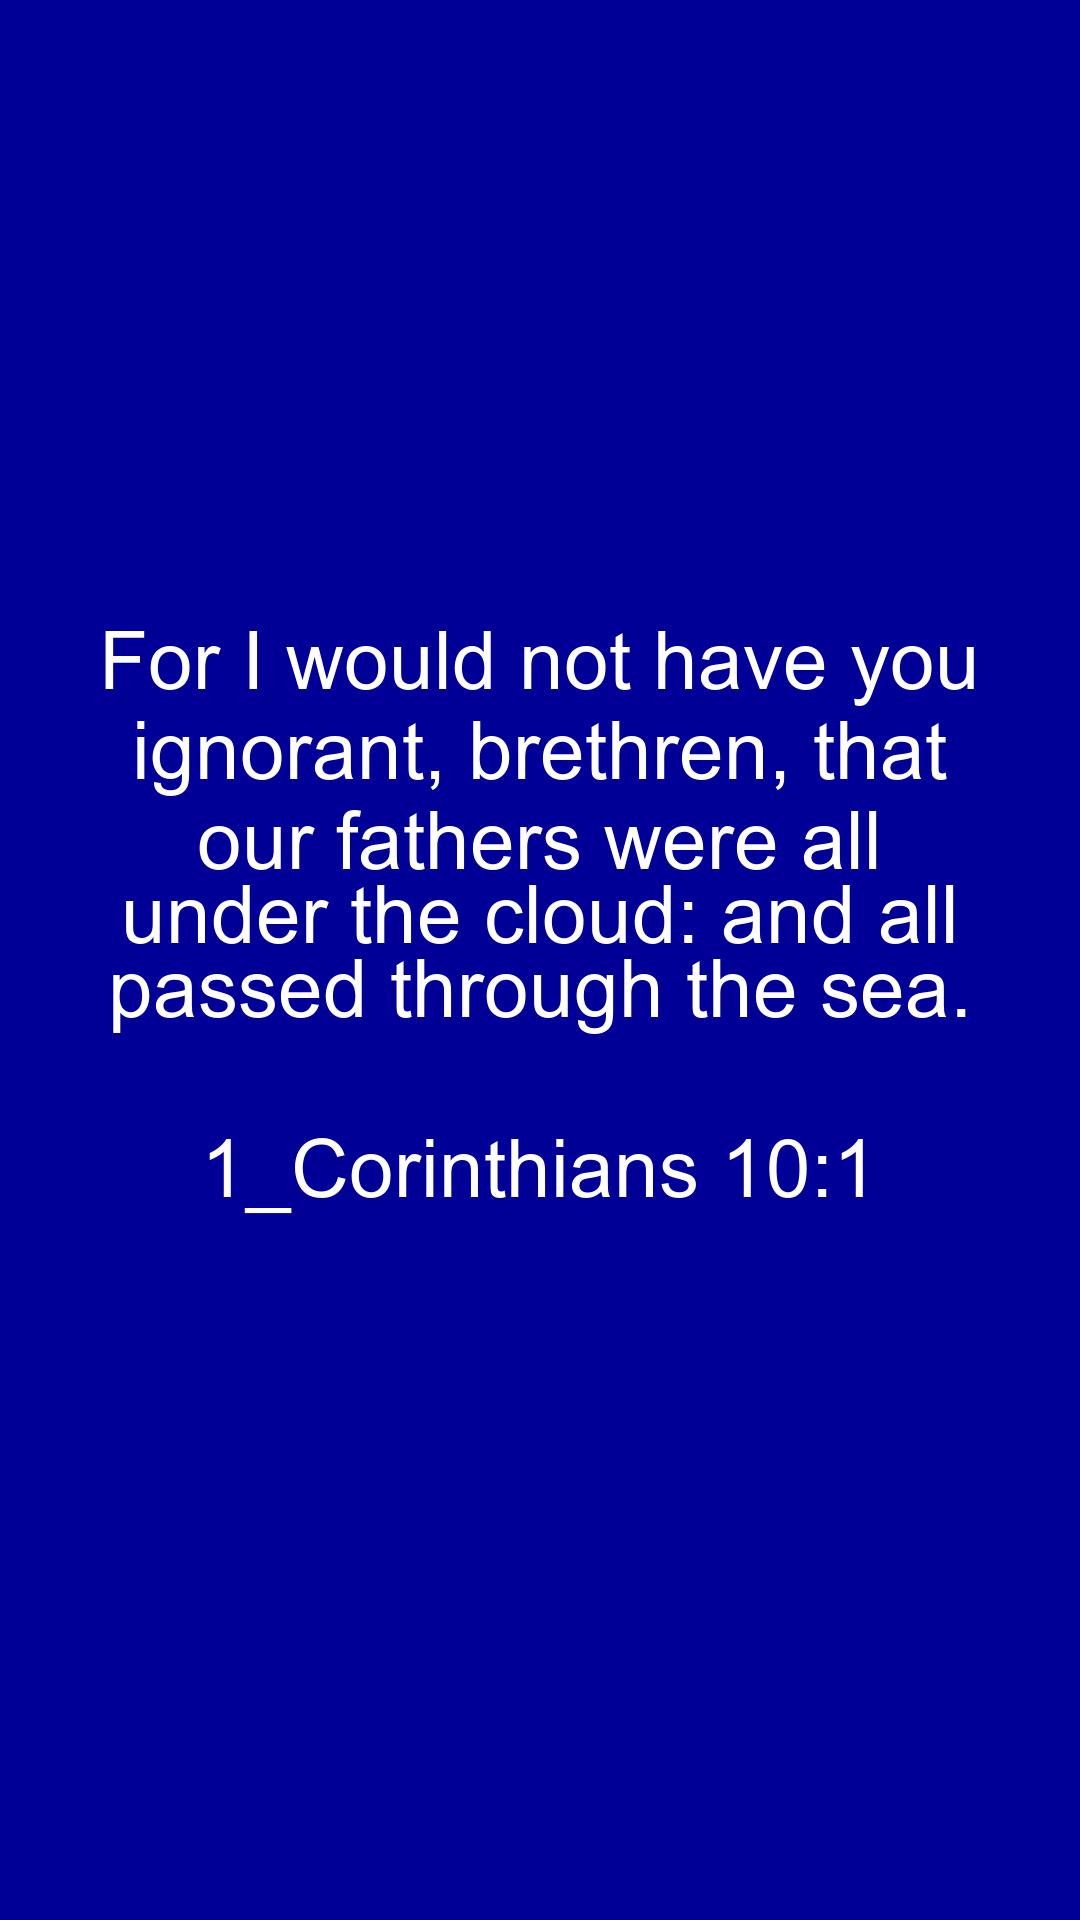 For I would not have you
ignorant, brethren, that
our fathers were all
under the cloud: and all
passed through the sea.
1_Corinthians 10:1